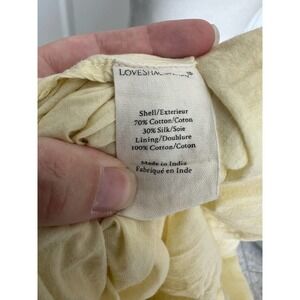 Shell/Exterieur
70% Cotton/Coton
30% Silk/Soie
Lining/Doublure
100% Cotton/Coton
Made in India
Fabriqué en Inde